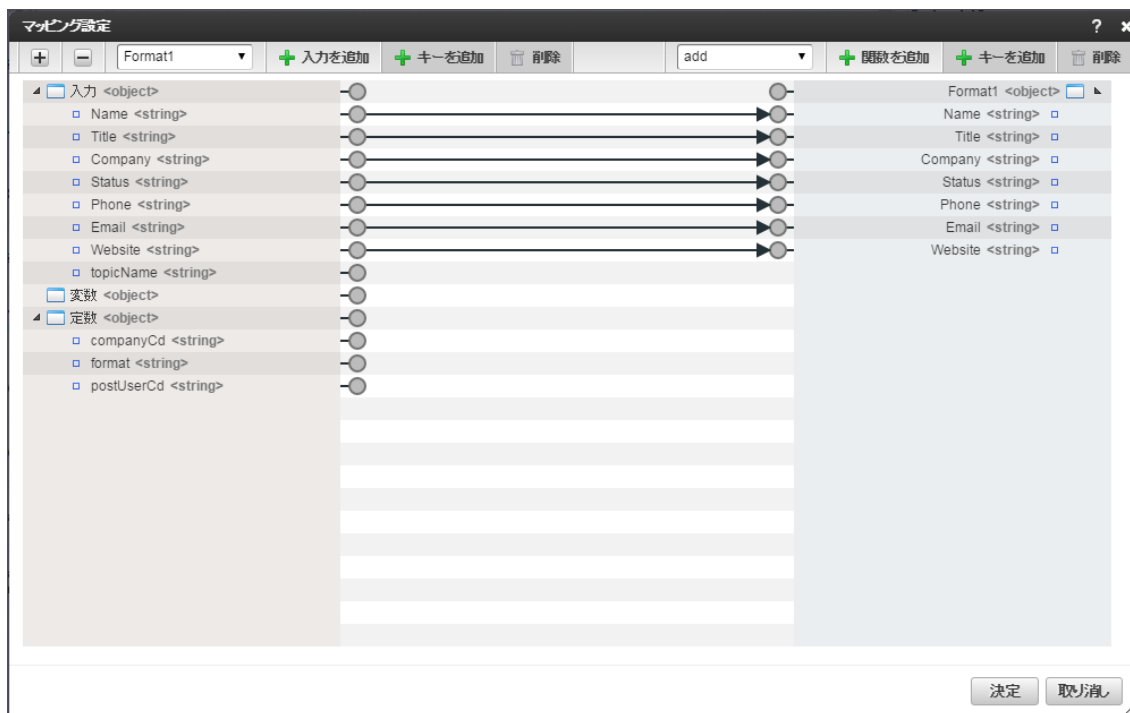 マッピング設定 ? ×
+ − Format1 ▼ 入力を追加 キーを追加 削除 add ▼ 関数を追加 キーを追加 削除
入力 <object> Format1 <object>
Name <string> Name <string>
Title <string> Title <string>
Company <string> Company <string>
Status <string> Status <string>
Phone <string> Phone <string>
Email <string> Email <string>
Website <string> Website <string>
topicName <string>
変数 <object>
定数 <object>
companyCd <string>
format <string>
postUserCd <string>
決定 取り消し